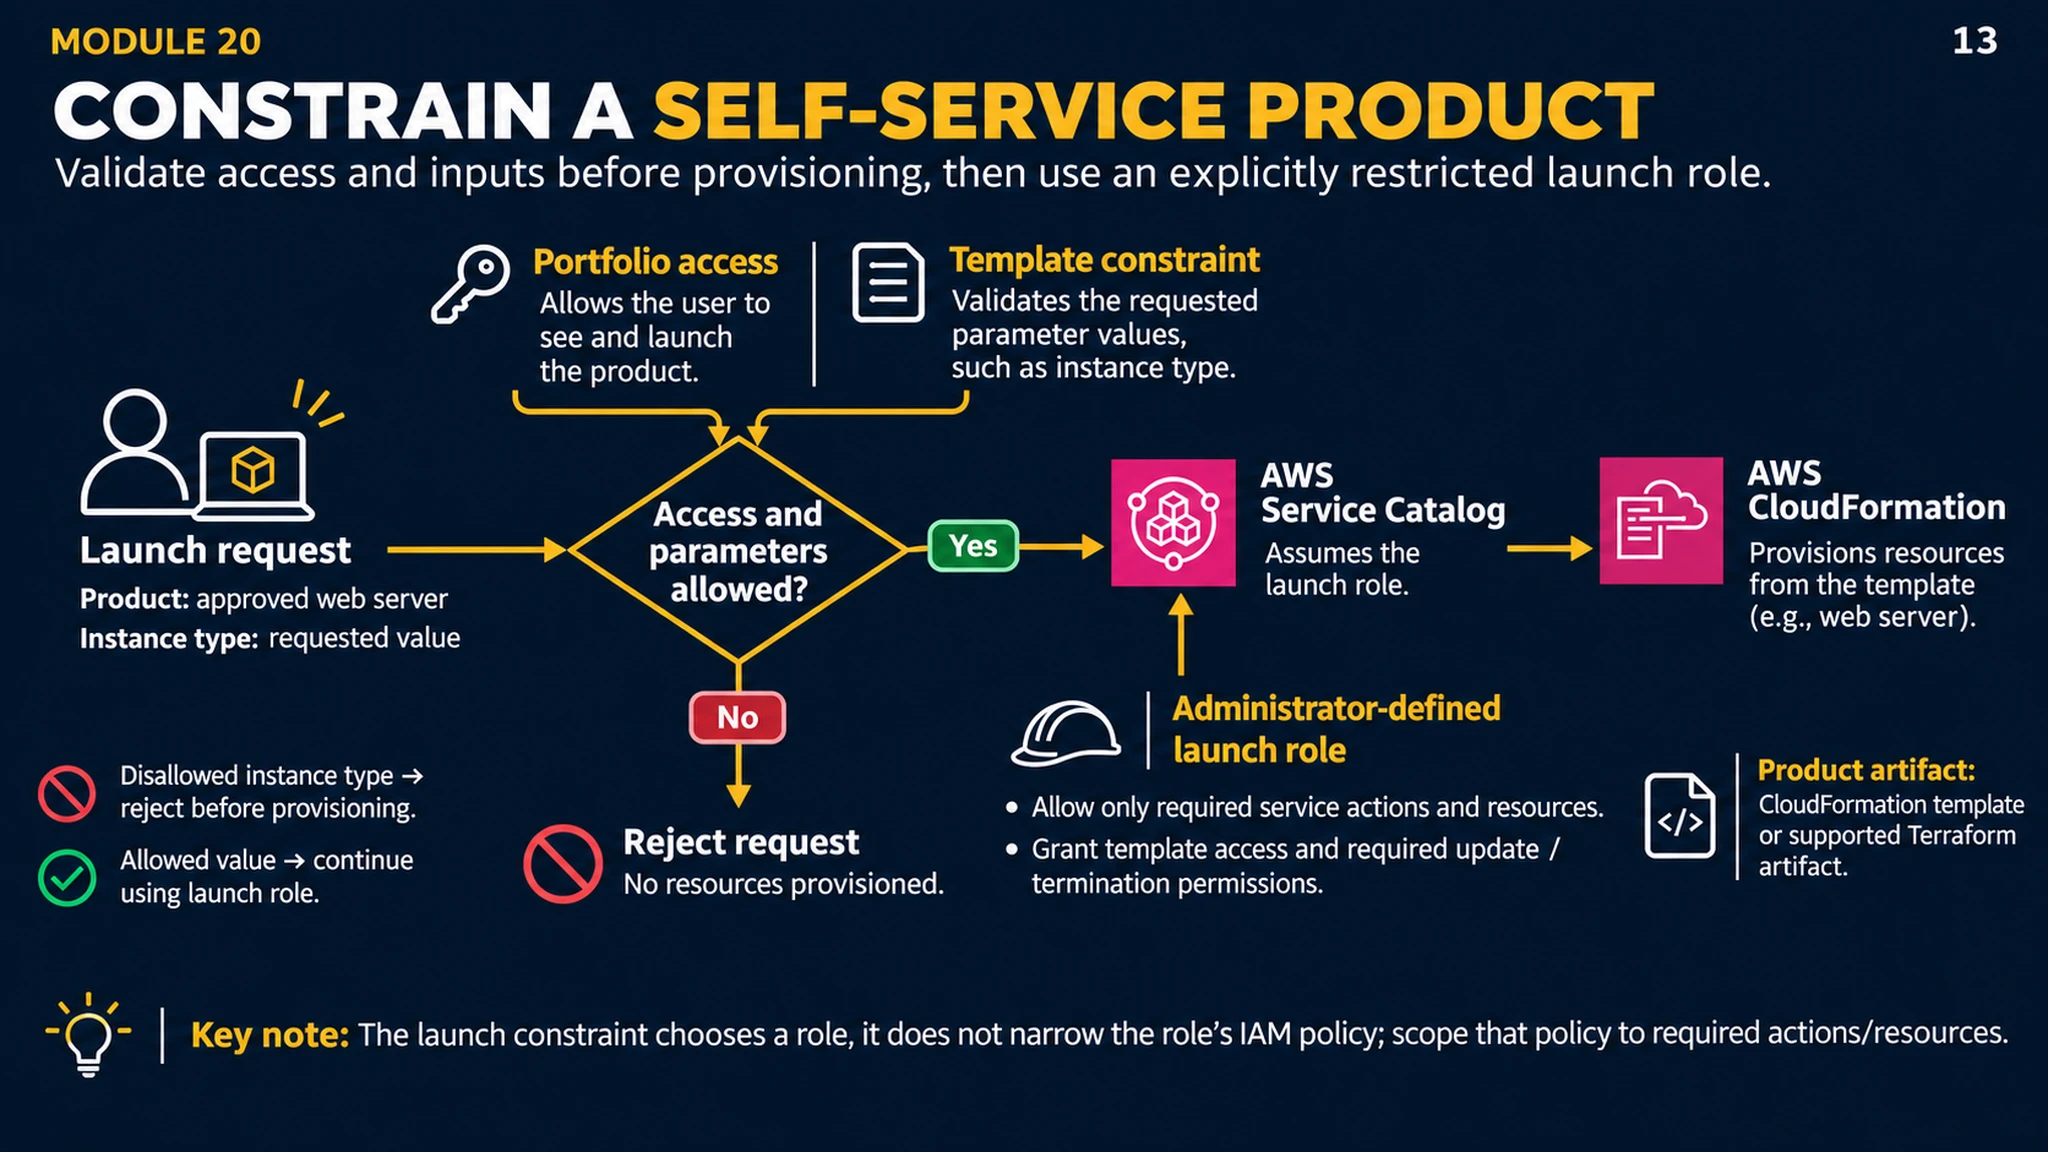 MODULE 20
13
CONSTRAIN A SELF-SERVICE PRODUCT
Validate access and inputs before provisioning, then use an explicitly restricted launch role.
Portfolio access
Allows the user to
see and launch
the product.
Template constraint
Validates the requested
parameter values,
such as instance type.
Launch request
Product: approved web server
Instance type: requested value
Access and
parameters
allowed?
Yes
AWS
Service Catalog
Assumes the
launch role.
AWS
CloudFormation
Provisions resources
from the template
(e.g., web server).
No
Reject request
No resources provisioned.
Disallowed instance type →
reject before provisioning.
Allowed value → continue
using launch role.
Administrator-defined
launch role
• Allow only required service actions and resources.
• Grant template access and required update /
termination permissions.
</>
Product artifact:
CloudFormation template
or supported Terraform
artifact.
Key note: The launch constraint chooses a role, it does not narrow the role's IAM policy; scope that policy to required actions/resources.